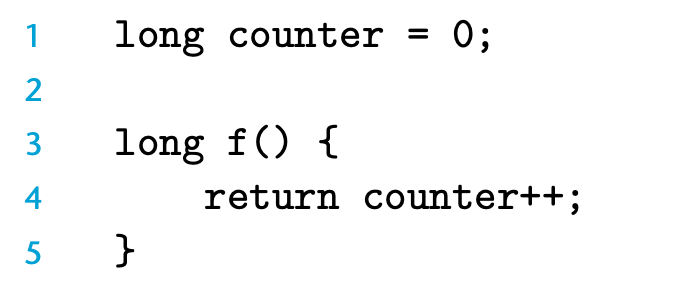 1 long counter = 0;
2
3 long f() {
4     return counter++;
5 }